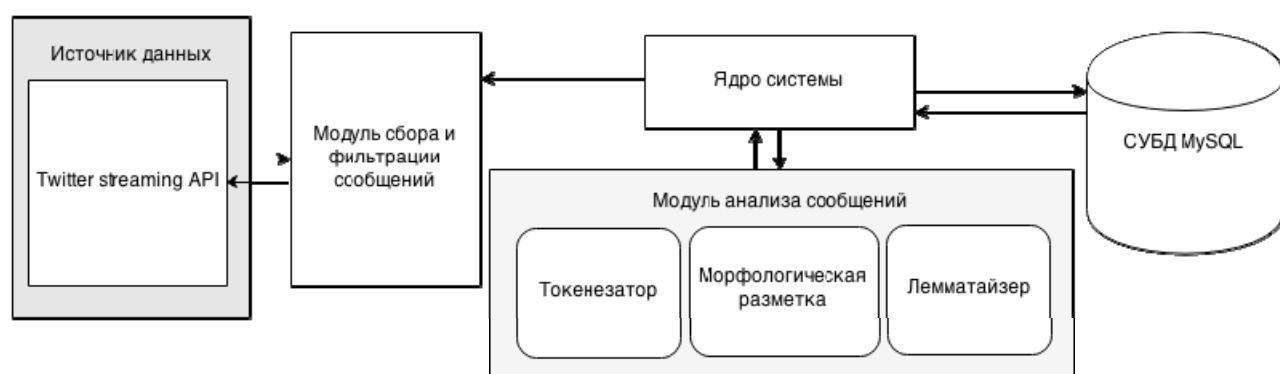 Источник данных
Twitter streaming API
Модуль сбора и
фильтрации
сообщений
Ядро системы
СУБД MySQL
Модуль анализа сообщений
Токенезатор
Морфологическая
разметка
Лемматайзер